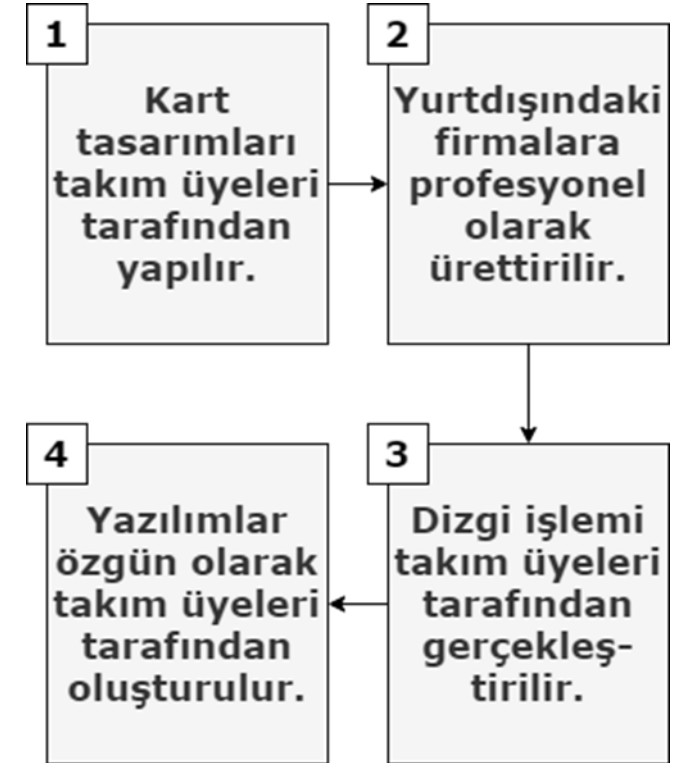 1
Kart
tasarımları
takım üyeleri
tarafından
yapılır.
2
Yurtdışındaki
firmalara
profesyonel
olarak
ürettirilir.
3
Dizgi işlemi
takım üyeleri
tarafından
gerçekleş-
tirilir.
4
Yazılımlar
özgün olarak
takım üyeleri
tarafından
oluşturulur.